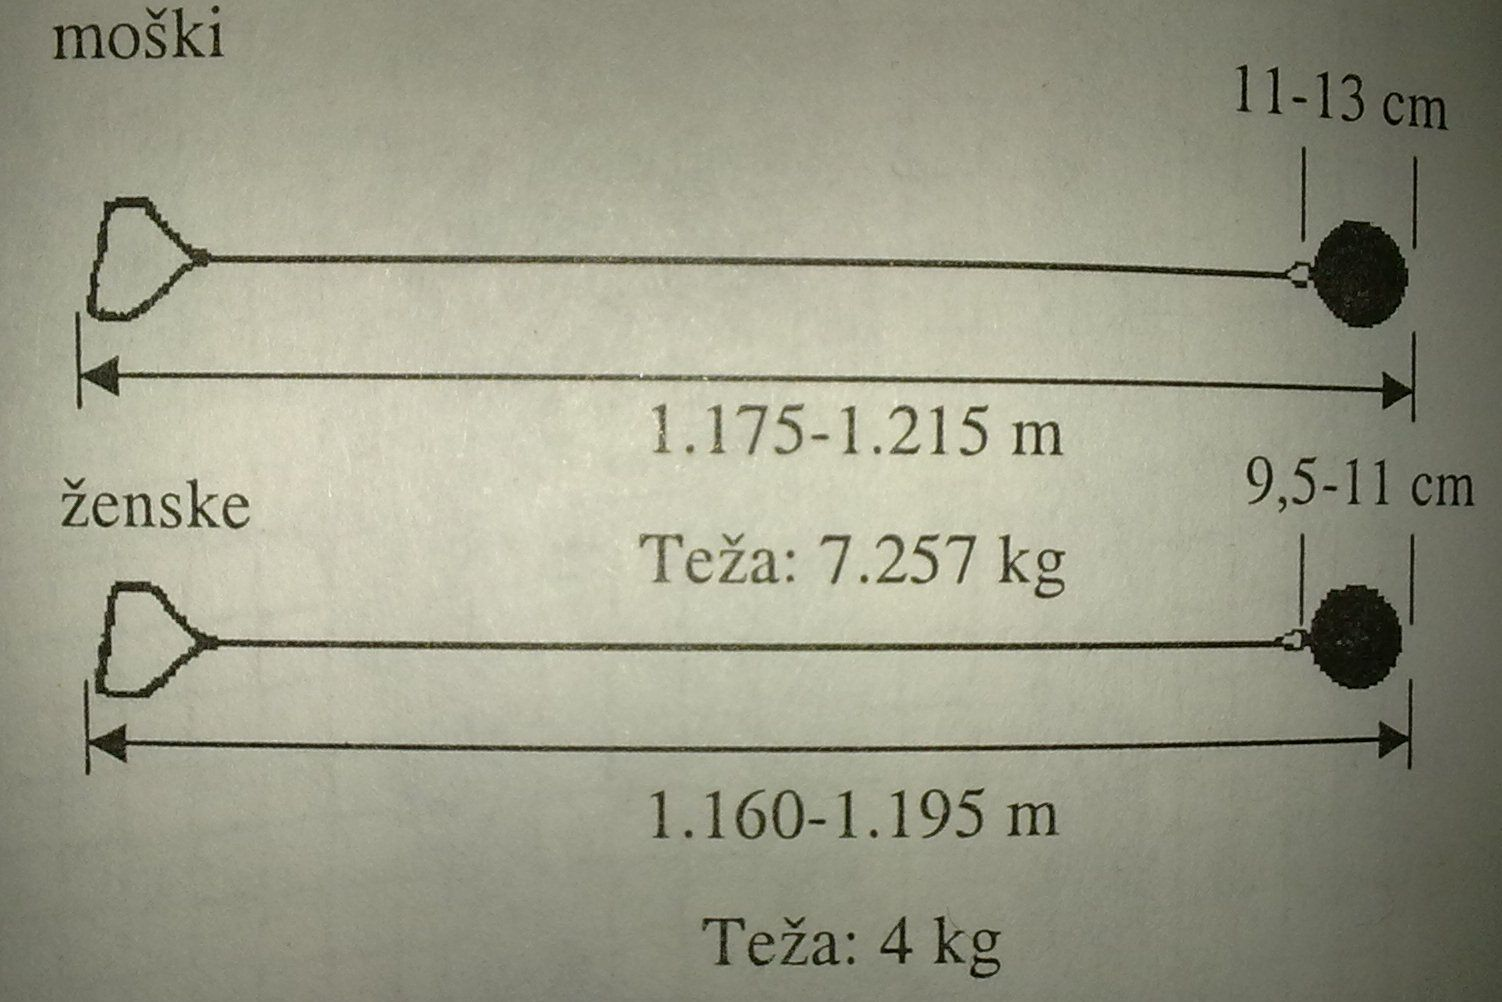 moški
11-13 cm
1.175-1.215 m
9,5-11 cm
ženske
Teža: 7.257 kg
1.160-1.195 m
Teža: 4 kg